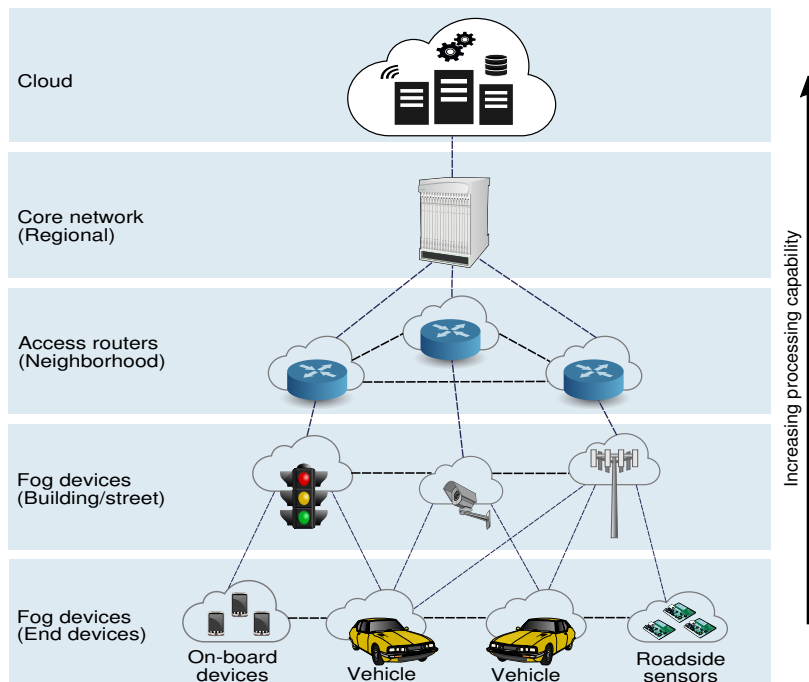 Cloud
Core network
(Regional)
Access routers
(Neighborhood)
Fog devices
(Building/street)
Fog devices
(End devices)
On-board
devices
Vehicle
Vehicle
Roadside
sensors
Increasing processing capability